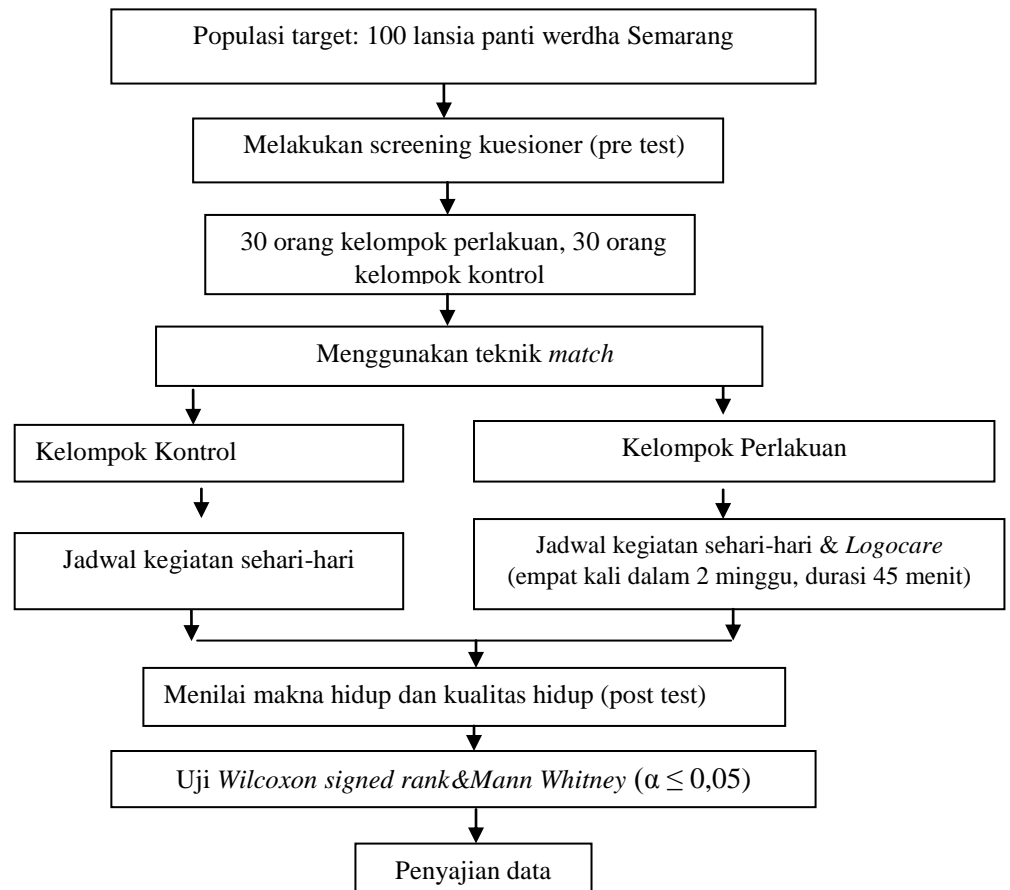 Populasi target: 100 lansia panti werdha Semarang
Melakukan screening kuesioner (pre test)
30 orang kelompok perlakuan, 30 orang
kelompok kontrol
Menggunakan teknik match
Kelompok Kontrol
Kelompok Perlakuan
Jadwal kegiatan sehari-hari
Jadwal kegiatan sehari-hari & Logocare
(empat kali dalam 2 minggu, durasi 45 menit)
Menilai makna hidup dan kualitas hidup (post test)
Uji Wilcoxon signed rank&Mann Whitney (α ≤ 0,05)
Penyajian data